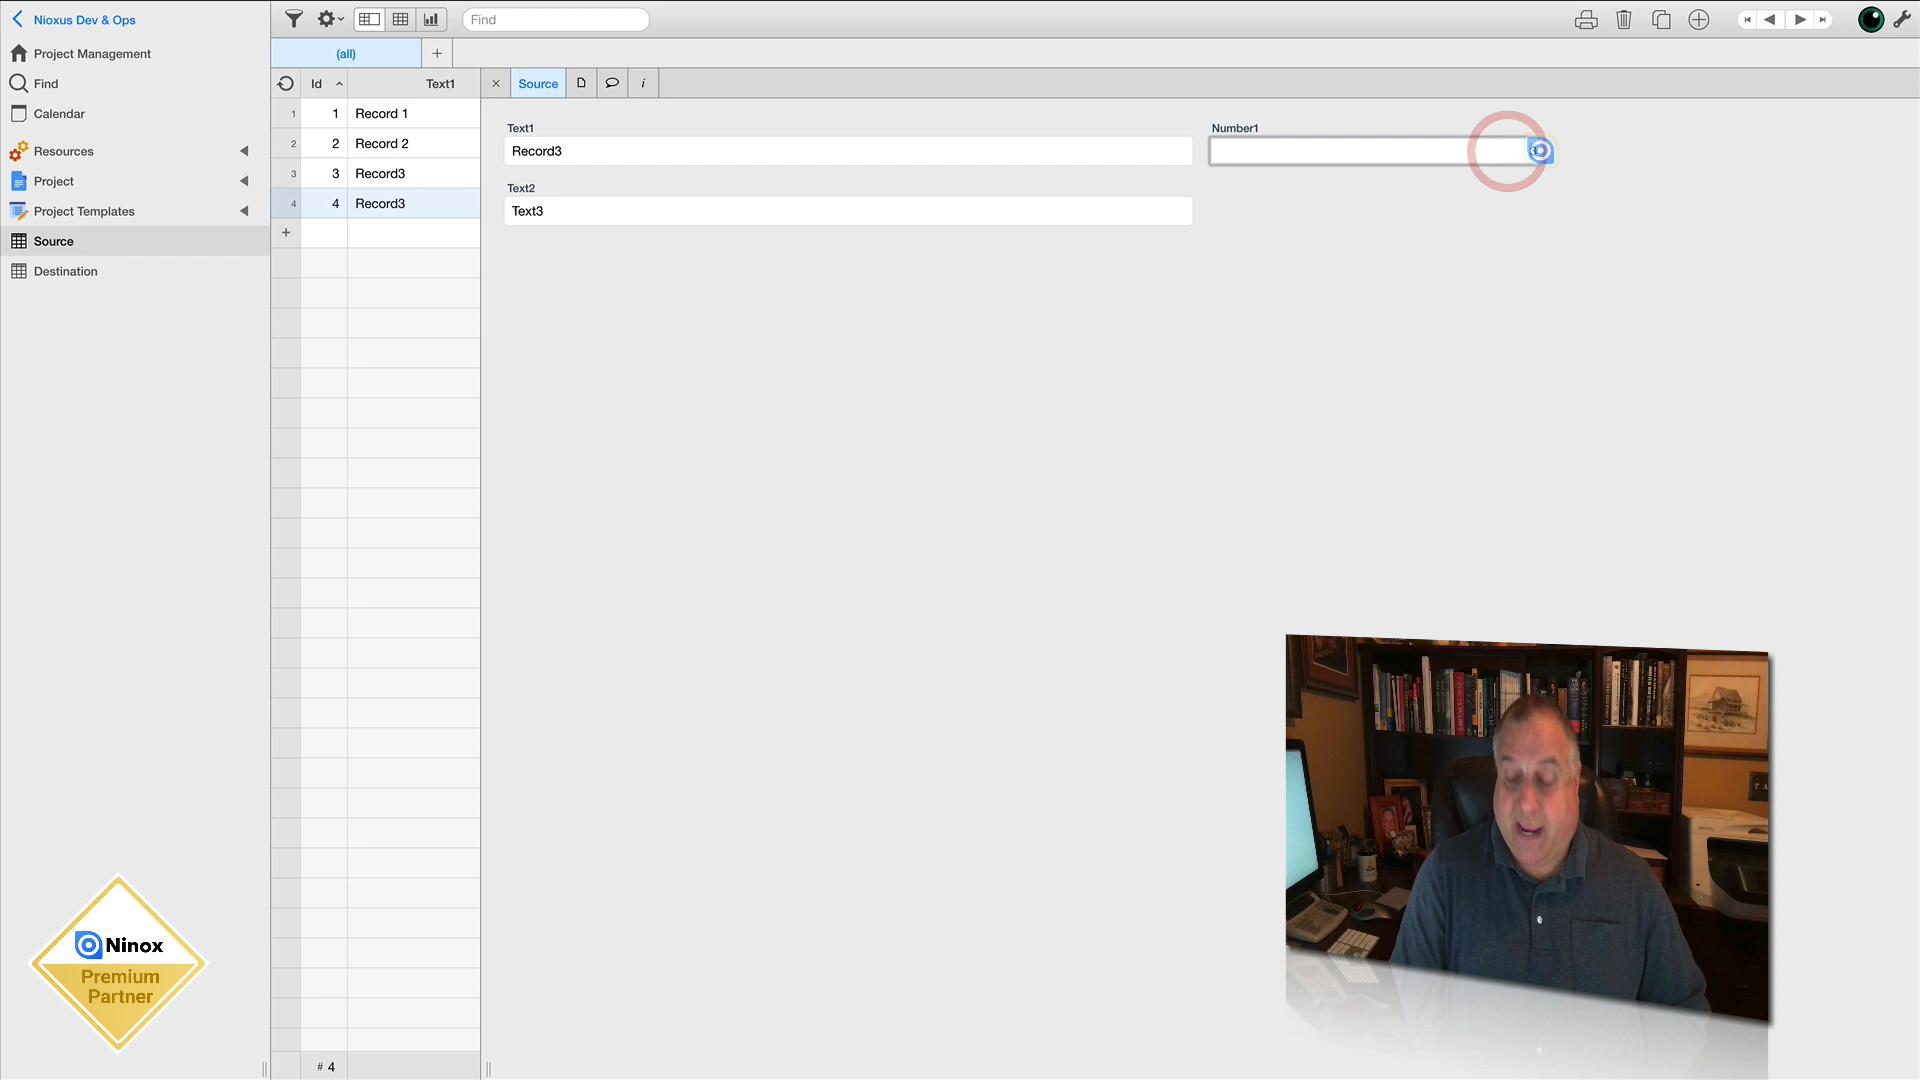 Nioxus Dev & Ops
Find
Project Management
(all)
+
Find
Id
Text1
Source
i
Calendar
1 1 Record 1
2 2 Record 2
3 3 Record3
4 4 Record3
+
Resources
Project
Project Templates
Source
Destination
Text1
Record3
Number1
Text2
Text3
Ninox
Premium
Partner
# 4